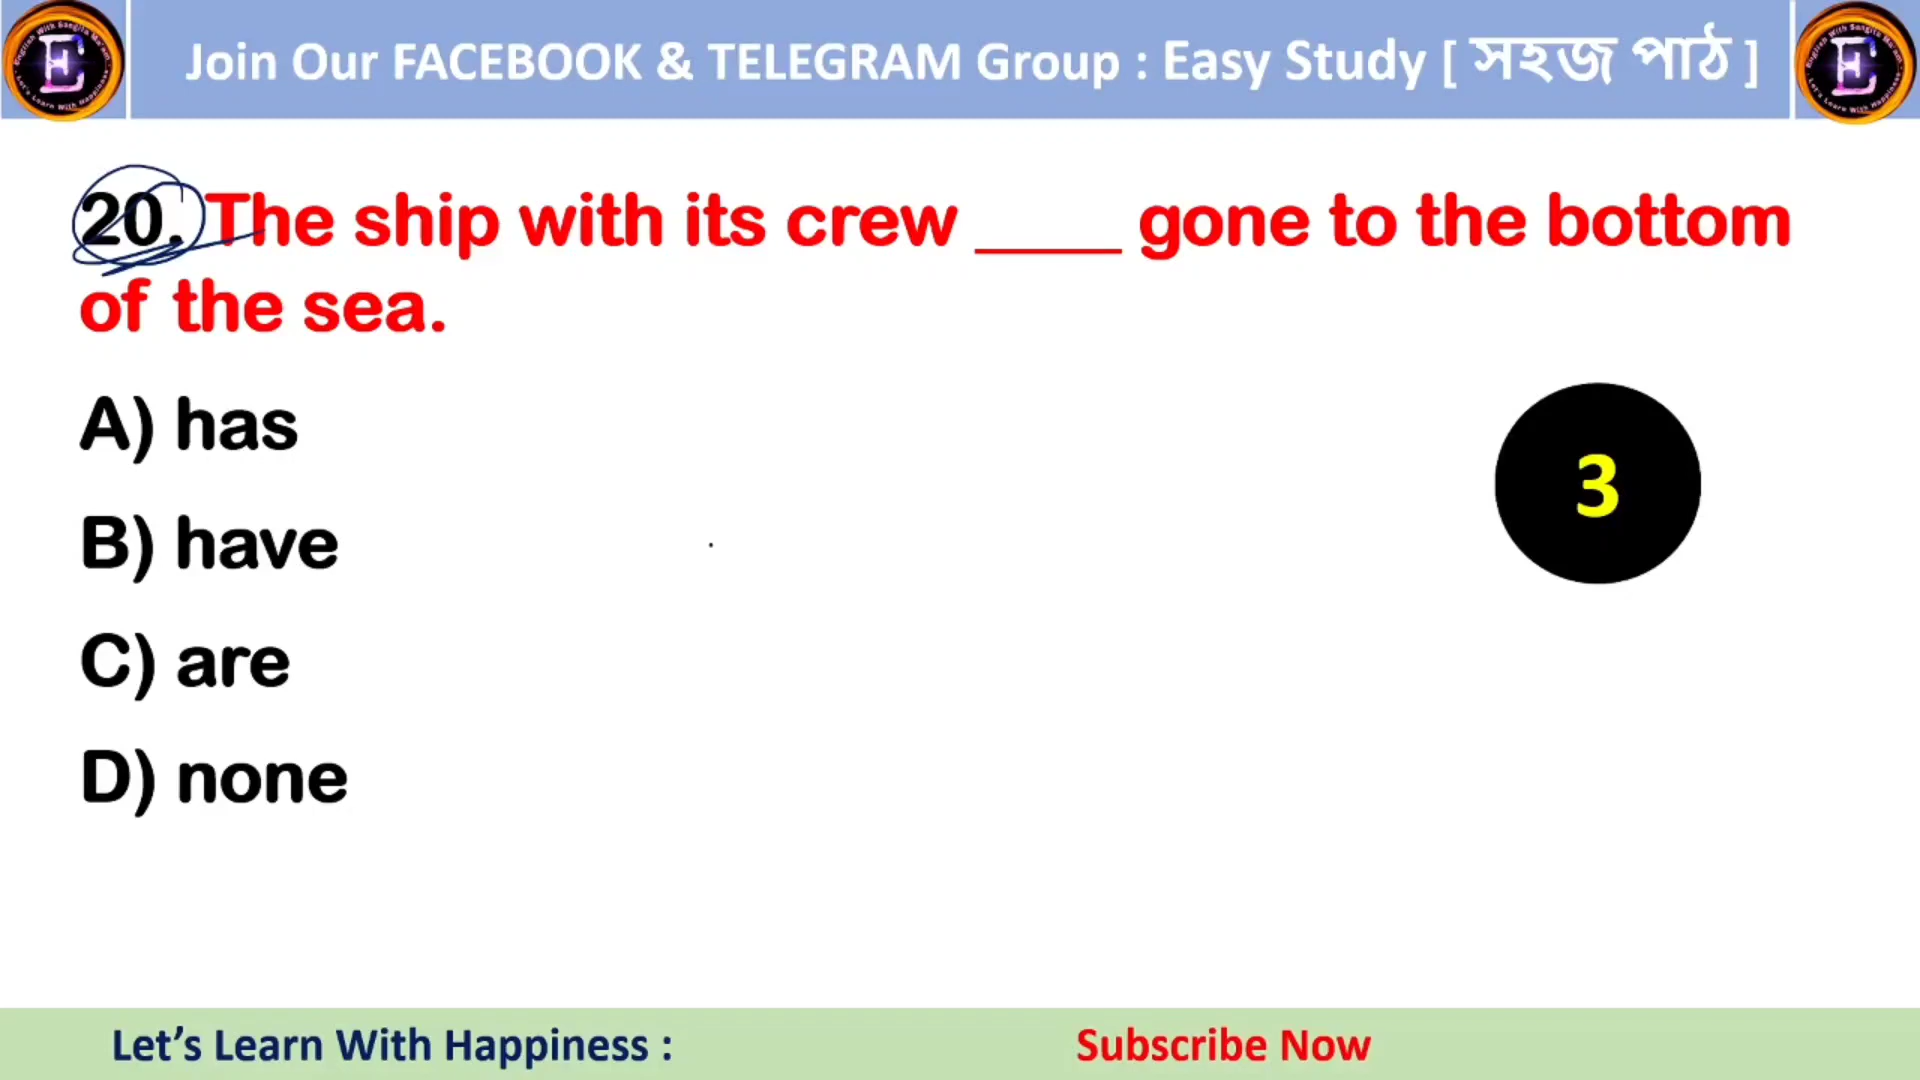 Join Our FACEBOOK & TELEGRAM Group : Easy Study [ সহজ পাঠ ]
20. The ship with its crew ____ gone to the bottom
of the sea.
A) has
3
B) have
C) are
D) none
Let’s Learn With Happiness :
Subscribe Now